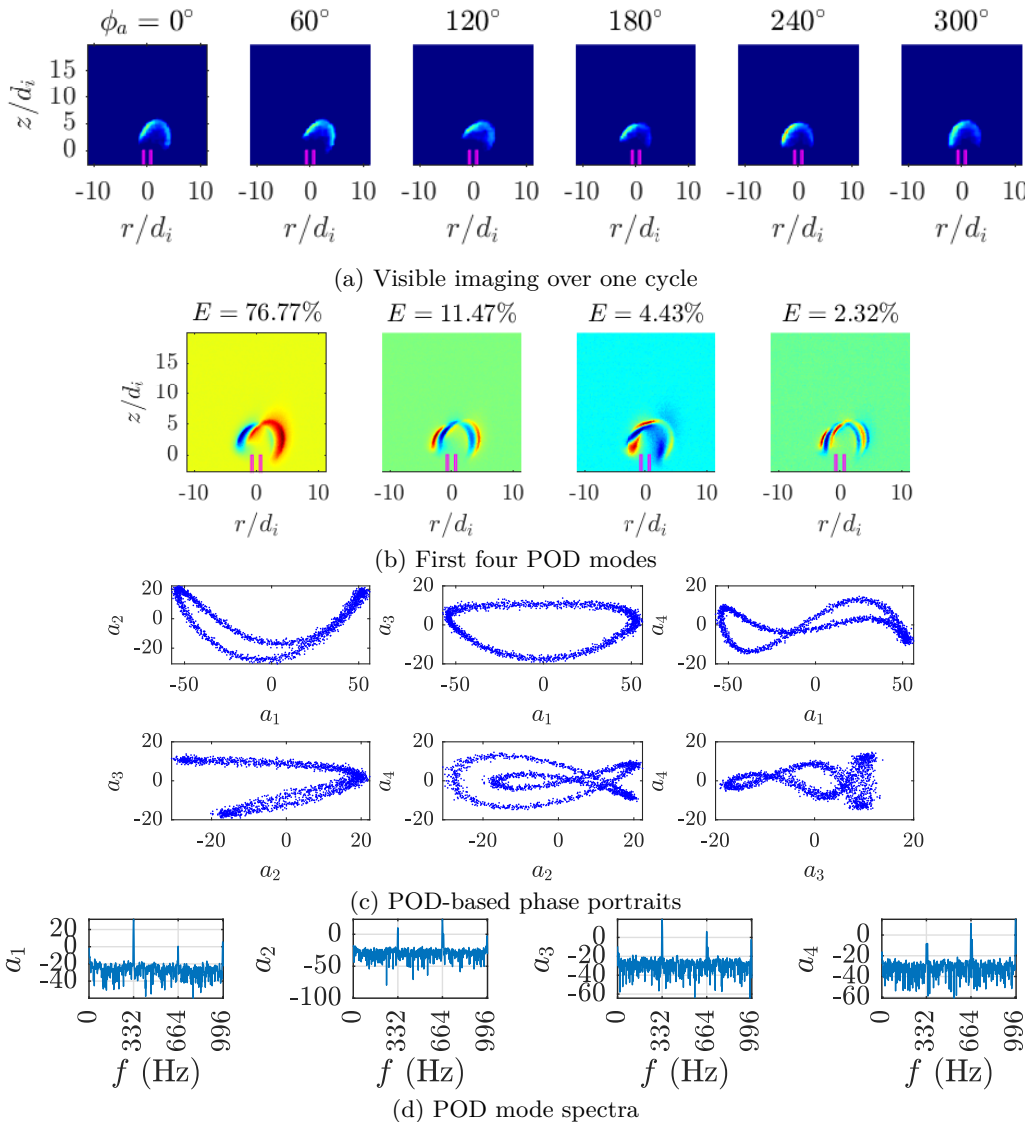 ϕₐ = 0° 60° 120° 180° 240° 300°
z/dᵢ
15
10
5
0
-10 0 10 -10 0 10 -10 0 10 -10 0 10 -10 0 10 -10 0 10
r/dᵢ r/dᵢ r/dᵢ r/dᵢ r/dᵢ r/dᵢ
(a) Visible imaging over one cycle
E = 76.77% E = 11.47% E = 4.43% E = 2.32%
z/dᵢ
15
10
5
0
-10 0 10 -10 0 10 -10 0 10 -10 0 10
r/dᵢ r/dᵢ r/dᵢ r/dᵢ
(b) First four POD modes
a₂ 20 0 -20
-50 0 50
a₁
a₃ 20 0 -20
-50 0 50
a₁
a₄ 20 0 -20
-50 0 50
a₁
a₃ 20 0 -20
-20 0 20
a₂
a₄ 20 0 -20
-20 0 20
a₂
a₄ 20 0 -20
-20 0 20
a₃
(c) POD-based phase portraits
a₁ 20 0 -20 -40
0 332 664 996
f (Hz)
a₂ 0 -50 -100
0 332 664 996
f (Hz)
a₃ 0 -20 -40 -60
0 332 664 996
f (Hz)
a₄ 0 -20 -40 -60
0 332 664 996
f (Hz)
(d) POD mode spectra